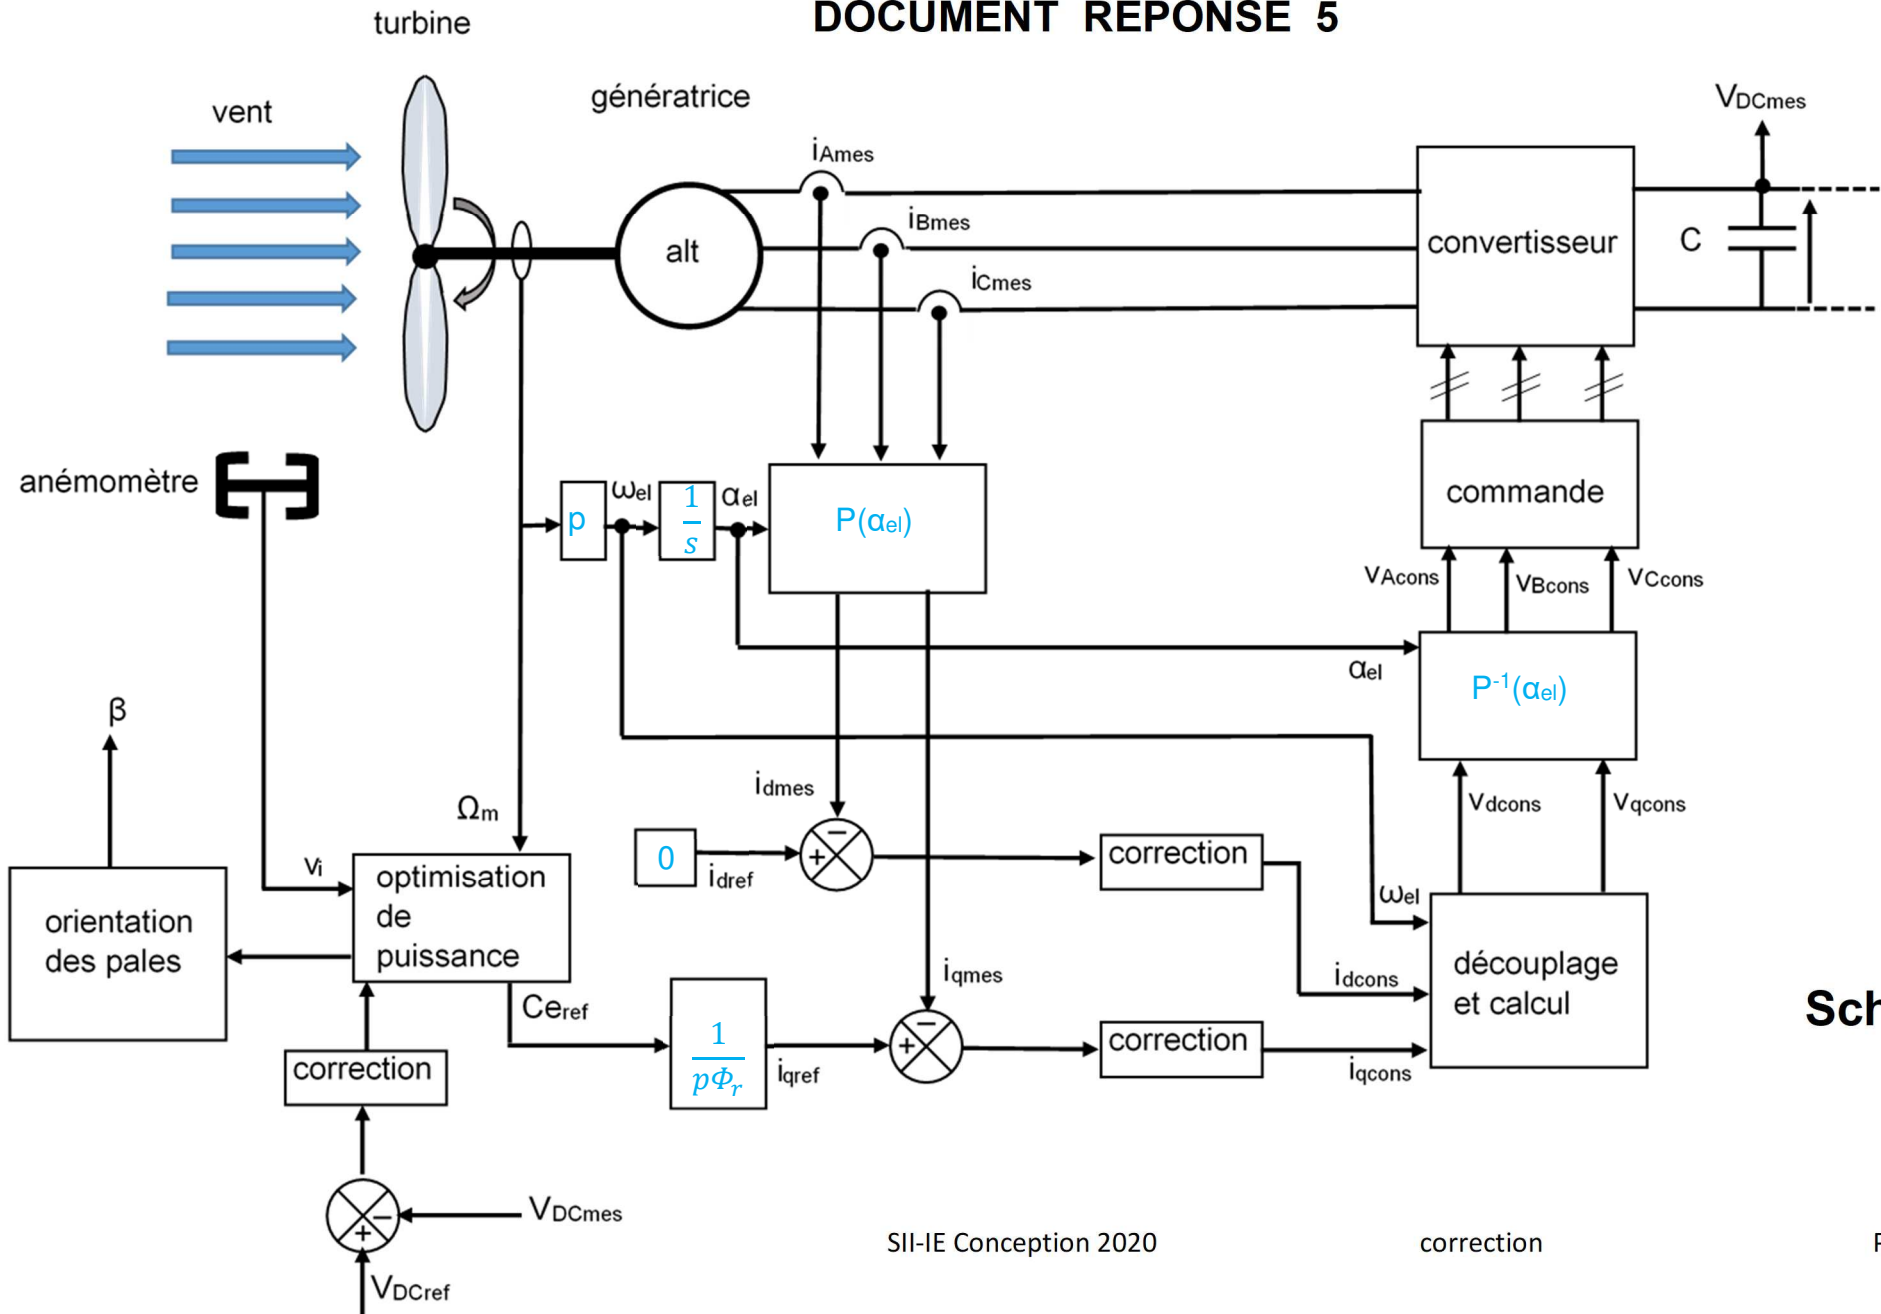 DOCUMENT REPONSE 5
turbine
génératrice
vent
VDCmes
iAmes
iBmes
iCmes
alt
convertisseur
C
anémomètre
commande
p
ωel
1
s
αel
P(αel)
vAcons
vBcons
vCcons
αel
P-1(αel)
β
idmes
Ωm
vdcons
vqcons
vi
optimisation
de
puissance
0
idref
+
−
correction
ωel
orientation
des pales
découplage
et calcul
idcons
iqmes
Ceref
1
pΦr
iqref
+
−
correction
iqcons
Sch
correction
VDCmes
−
+
VDCref
SII-IE Conception 2020
correction
P